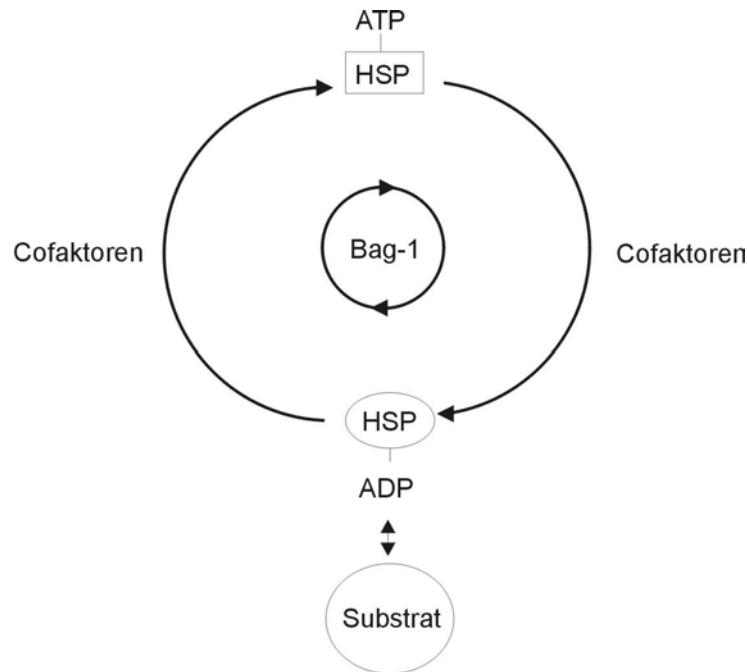 ATP
HSP
Cofaktoren
Bag-1
Cofaktoren
HSP
ADP
Substrat